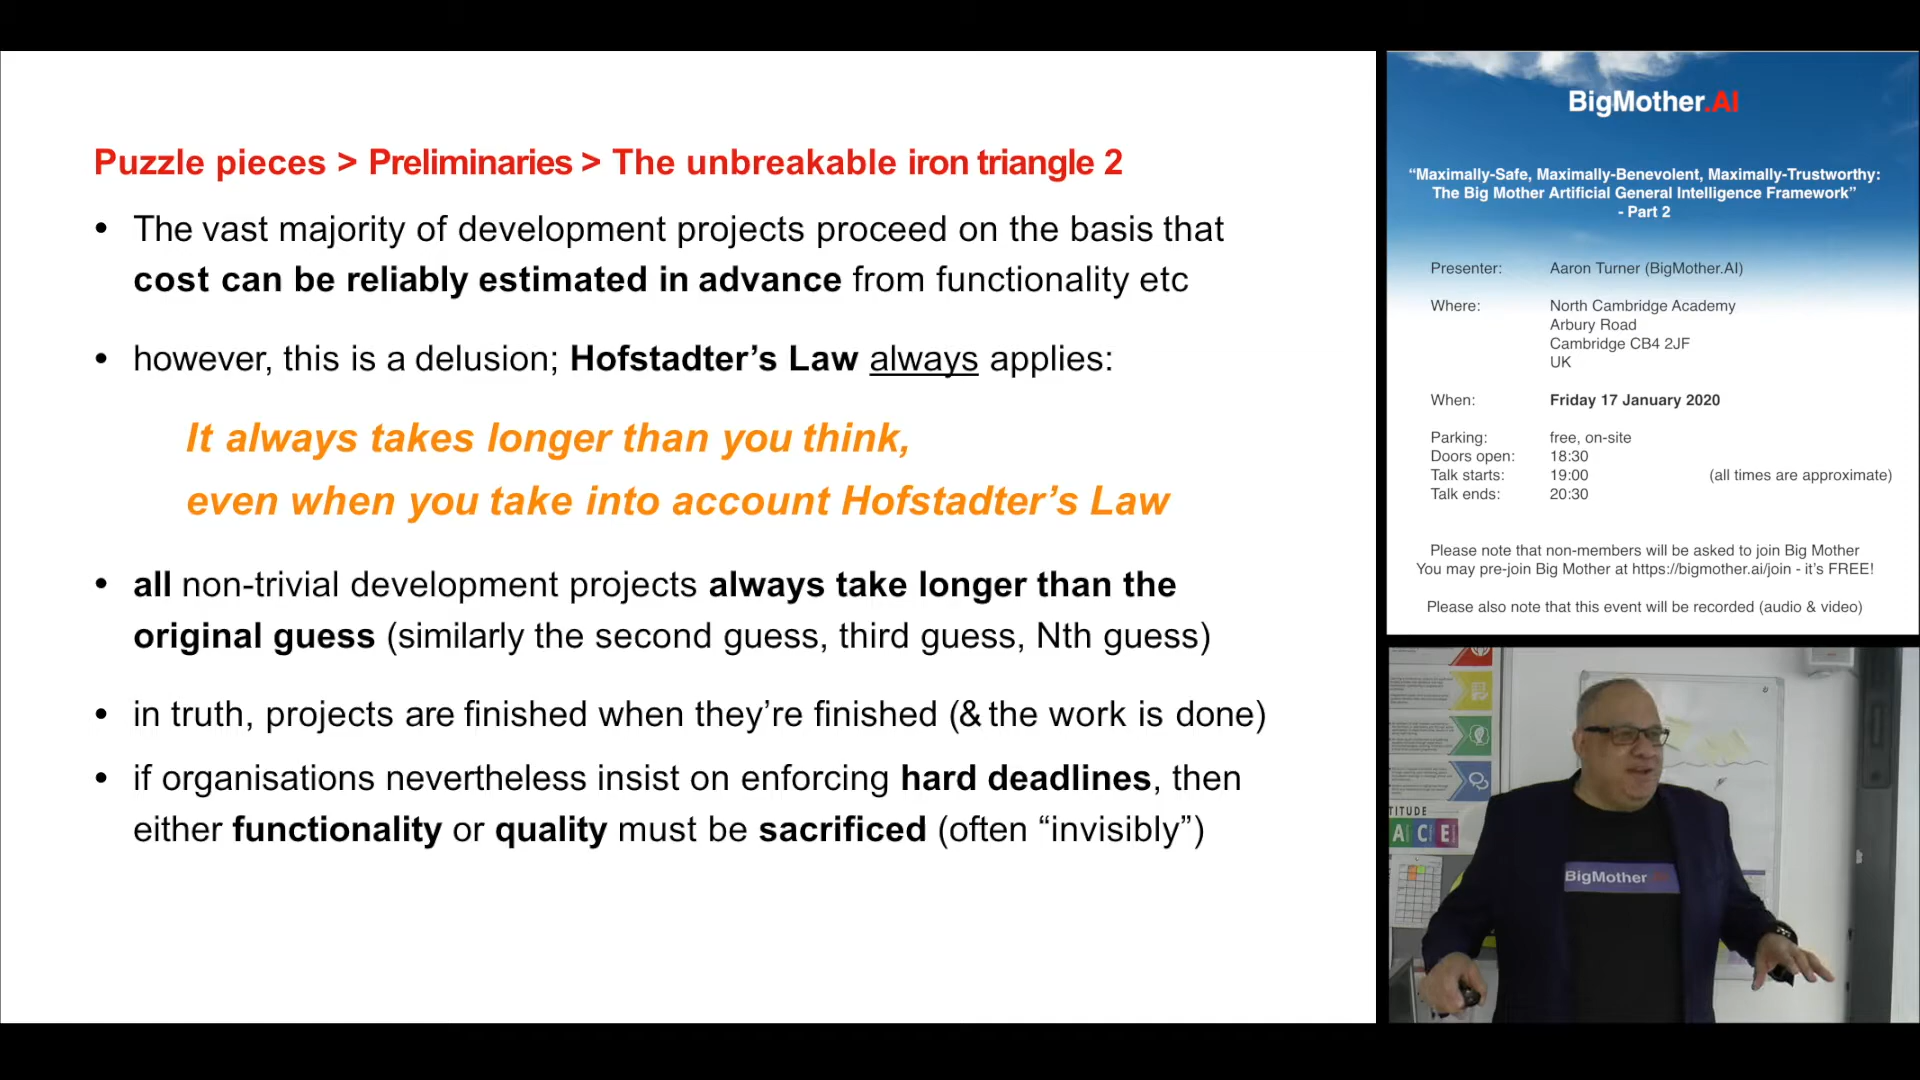 Puzzle pieces > Preliminaries > The unbreakable iron triangle 2
• The vast majority of development projects proceed on the basis that
cost can be reliably estimated in advance from functionality etc
• however, this is a delusion; Hofstadter’s Law always applies:
It always takes longer than you think,
even when you take into account Hofstadter’s Law
• all non-trivial development projects always take longer than the
original guess (similarly the second guess, third guess, Nth guess)
• in truth, projects are finished when they’re finished (& the work is done)
• if organisations nevertheless insist on enforcing hard deadlines, then
either functionality or quality must be sacrificed (often “invisibly”)
BigMother.AI
“Maximally-Safe, Maximally-Benevolent, Maximally-Trustworthy:
The Big Mother Artificial General Intelligence Framework”
- Part 2
Presenter: Aaron Turner (BigMother.AI)
Where: North Cambridge Academy
Arbury Road
Cambridge CB4 2JF
UK
When: Friday 17 January 2020
Parking: free, on-site
Doors open: 18:30
Talk starts: 19:00 (all times are approximate)
Talk ends: 20:30
Please note that non-members will be asked to join Big Mother
You may pre-join Big Mother at https://bigmother.ai/join - it’s FREE!
Please also note that this event will be recorded (audio & video)
TITUDE
ACE
BigMother.AI